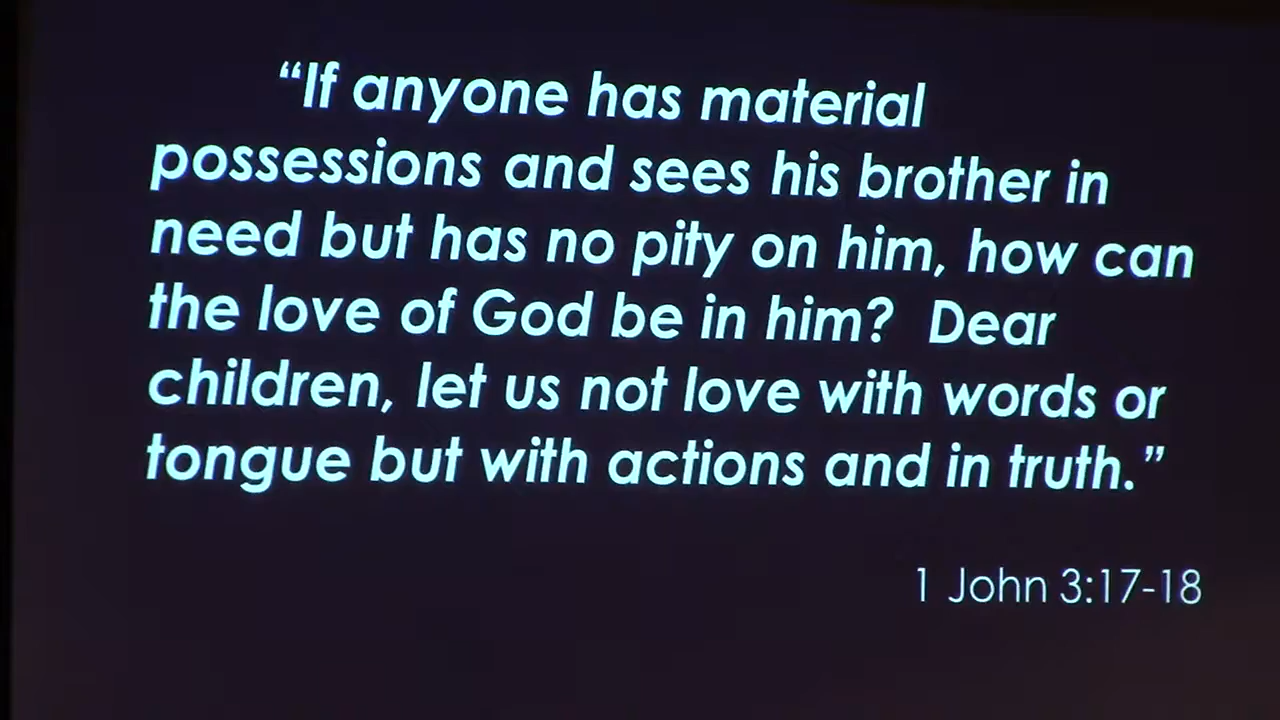 “If anyone has material
possessions and sees his brother in
need but has no pity on him, how can
the love of God be in him?  Dear
children, let us not love with words or
tongue but with actions and in truth.”
1 John 3:17-18